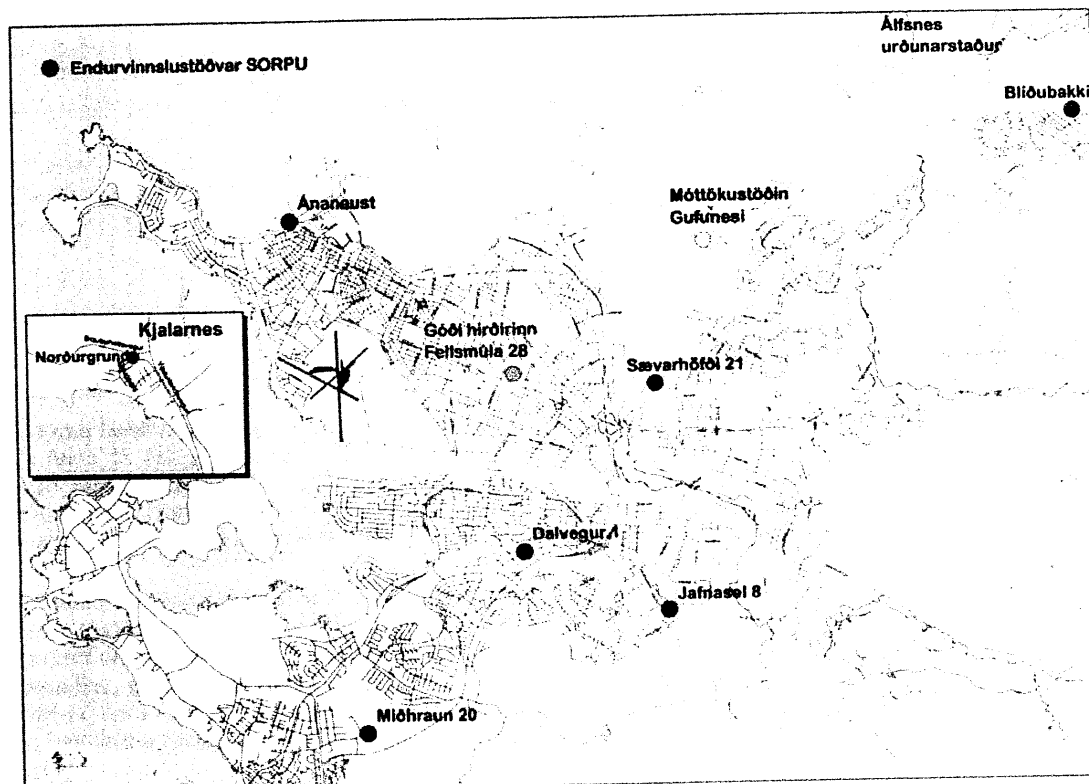 Álfsnes
urðunarstaður
Endurvinnslustöðvar SORPU
Blíðubakki
Móttökustöðin
Gufunesi
Ánanaust
Kjalarnes
Norðurgrund
Góði hirðirinn
Fellsmúla 28
Sævarhöfði 21
Dalvegur 1
Jafnasel 8
Miðhraun 20